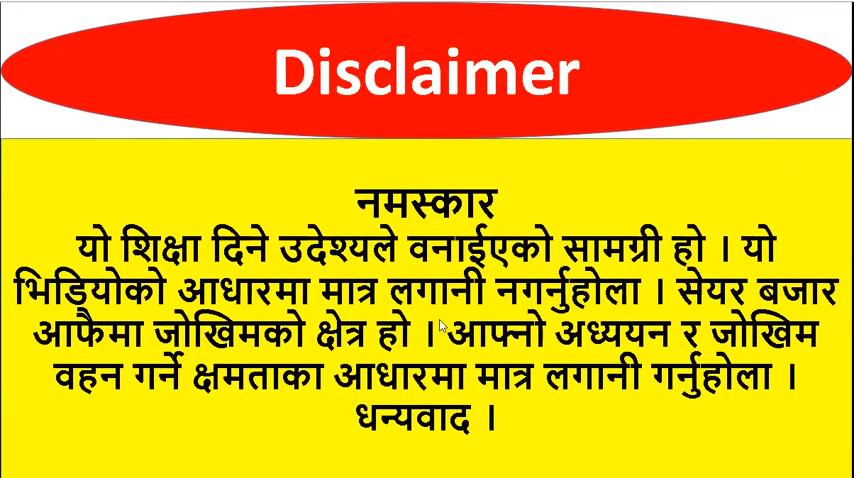 Disclaimer
नमस्कार
यो शिक्षा दिने उदेश्यले वनाईएको सामग्री हो । यो
भिडियोको आधारमा मात्र लगानी नगर्नुहोला । सेयर बजार
आफैमा जोखिमको क्षेत्र हो । आफ्नो अध्ययन र जोखिम
वहन गर्ने क्षमताका आधारमा मात्र लगानी गर्नुहोला ।
धन्यवाद ।